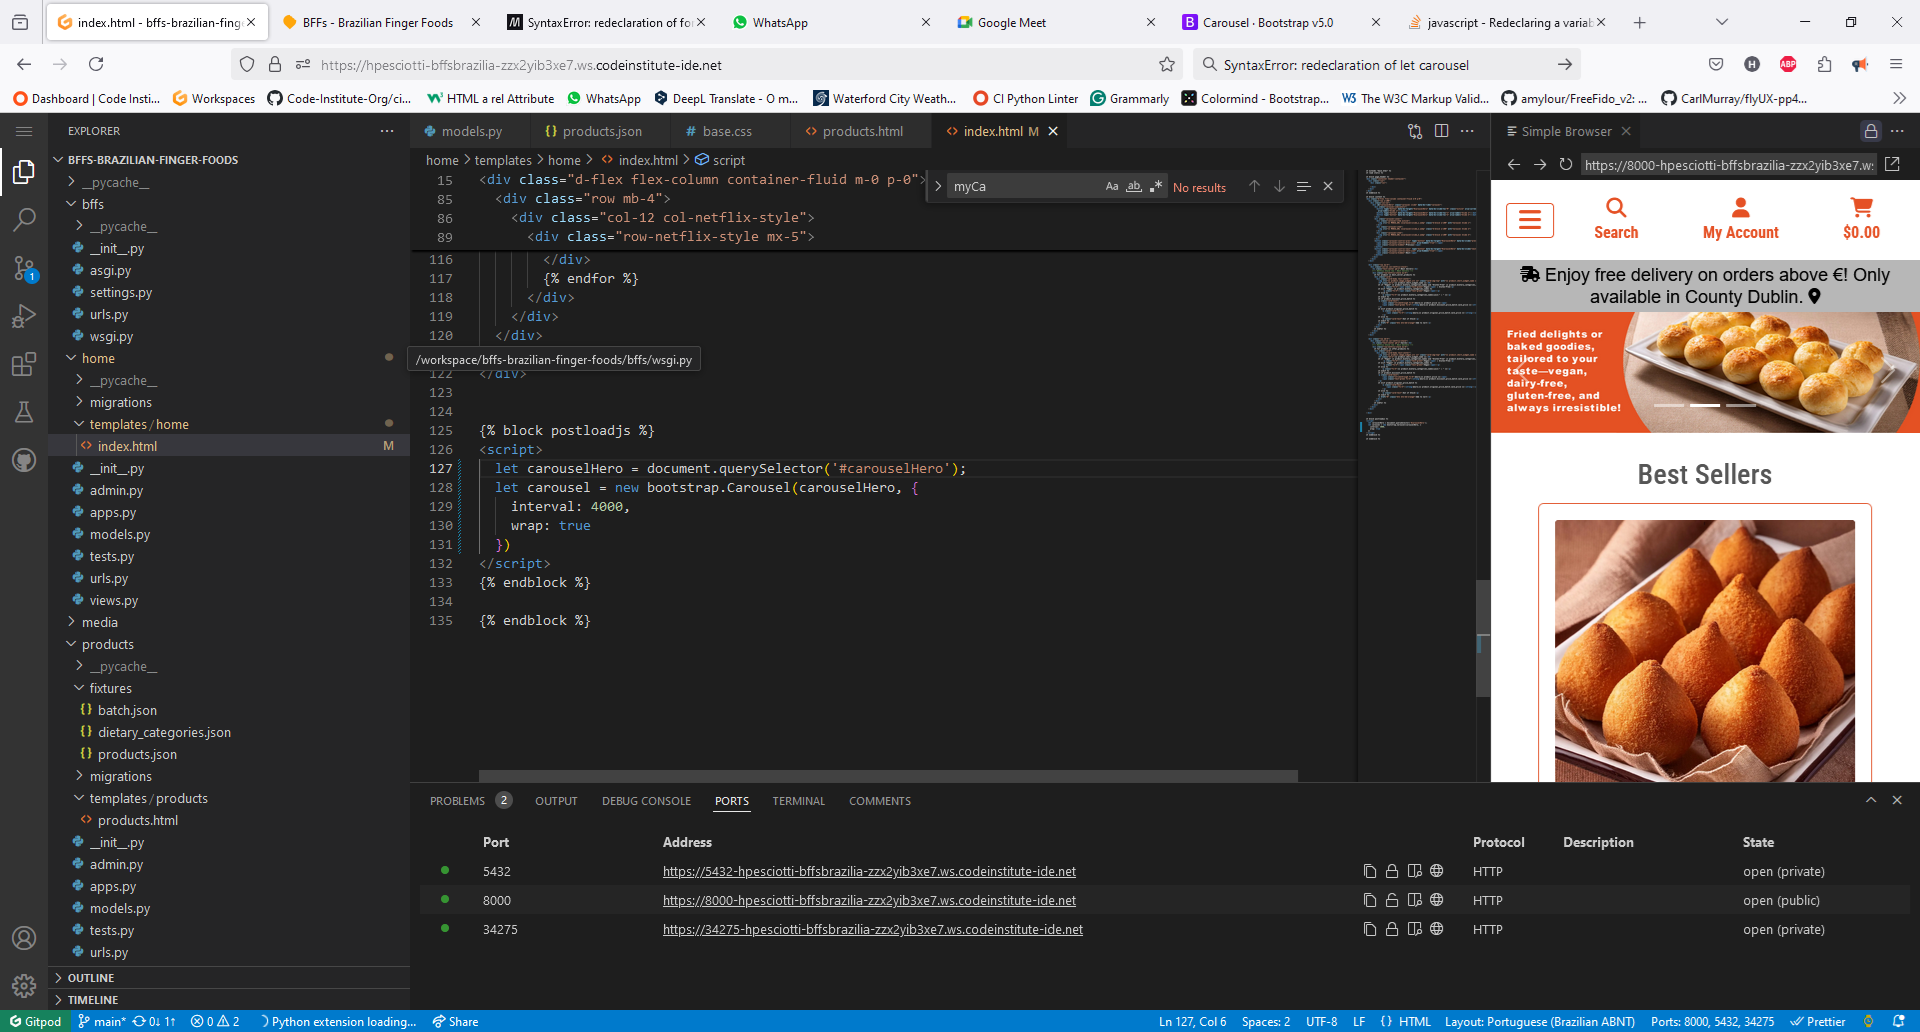 index.html - bffs-brazilian-fing
BFFs - Brazilian Finger Foods
SyntaxError: redeclaration of fo
WhatsApp
Google Meet
Carousel · Bootstrap v5.0
javascript - Redeclaring a variab
https://hpesciotti-bffsbrazilia-zzx2yib3xe7.ws.codeinstitute-ide.net
SyntaxError: redeclaration of let carousel
Dashboard | Code Insti...
Workspaces
Code-Institute-Org/ci...
HTML a rel Attribute
WhatsApp
DeepL Translate - O m...
Waterford City Weath...
CI Python Linter
Grammarly
Colormind - Bootstrap...
The W3C Markup Valid...
amylour/FreeFido_v2: ...
CarlMurray/flyUX-pp4...
EXPLORER
BFFS-BRAZILIAN-FINGER-FOODS
__pycache__
bffs
__pycache__
__init__.py
asgi.py
settings.py
urls.py
wsgi.py
home
__pycache__
migrations
templates / home
index.html M
__init__.py
admin.py
apps.py
models.py
tests.py
urls.py
views.py
media
products
__pycache__
fixtures
batch.json
dietary_categories.json
products.json
migrations
templates / products
products.html
__init__.py
admin.py
apps.py
models.py
tests.py
urls.py
OUTLINE
TIMELINE
models.py
products.json
base.css
products.html
index.html M
home > templates > home > index.html > script
myCa
Aa ab .*
No results
15 <div class="d-flex flex-column container-fluid m-0 p-0">
85 <div class="row mb-4">
86 <div class="col-12 col-netflix-style">
89 <div class="row-netflix-style mx-5">
116 </div>
117 {% endfor %}
118 </div>
119 </div>
120 </div>
/workspace/bffs-brazilian-finger-foods/bffs/wsgi.py
122 </div>
123
124
125 {% block postloadjs %}
126 <script>
127 let carouselHero = document.querySelector('#carouselHero');
128 let carousel = new bootstrap.Carousel(carouselHero, {
129 interval: 4000,
130 wrap: true
131 })
132 </script>
133 {% endblock %}
134
135 {% endblock %}
Simple Browser
https://8000-hpesciotti-bffsbrazilia-zzx2yib3xe7.ws
Search
My Account
$0.00
Enjoy free delivery on orders above €! Only
available in County Dublin.
Fried delights or
baked goodies,
tailored to your
taste—vegan,
dairy-free,
gluten-free, and
always irresistible!
Best Sellers
PROBLEMS 2
OUTPUT
DEBUG CONSOLE
PORTS
TERMINAL
COMMENTS
Port Address Protocol Description State
5432 https://5432-hpesciotti-bffsbrazilia-zzx2yib3xe7.ws.codeinstitute-ide.net HTTP open (private)
8000 https://8000-hpesciotti-bffsbrazilia-zzx2yib3xe7.ws.codeinstitute-ide.net HTTP open (public)
34275 https://34275-hpesciotti-bffsbrazilia-zzx2yib3xe7.ws.codeinstitute-ide.net HTTP open (private)
Gitpod
main*
0↓ 1↑
0 2
Python extension loading...
Share
Ln 127, Col 6
Spaces: 2
UTF-8
LF
{} HTML
Layout: Portuguese (Brazilian ABNT)
Ports: 8000, 5432, 34275
Prettier